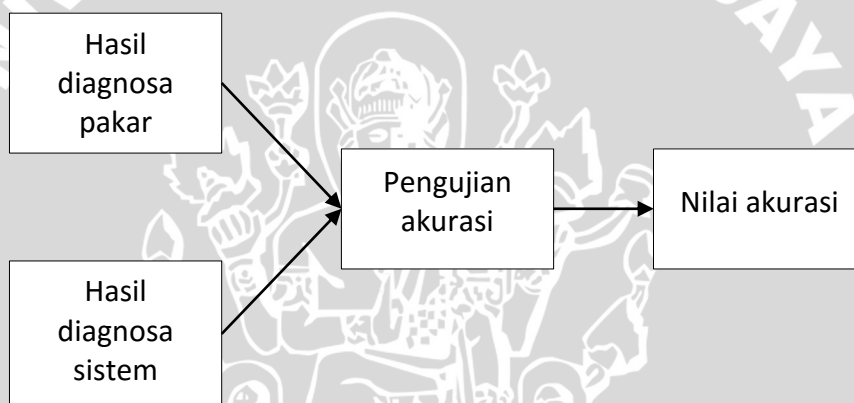 Hasil
diagnosa
pakar
Pengujian
akurasi
Nilai akurasi
Hasil
diagnosa
sistem